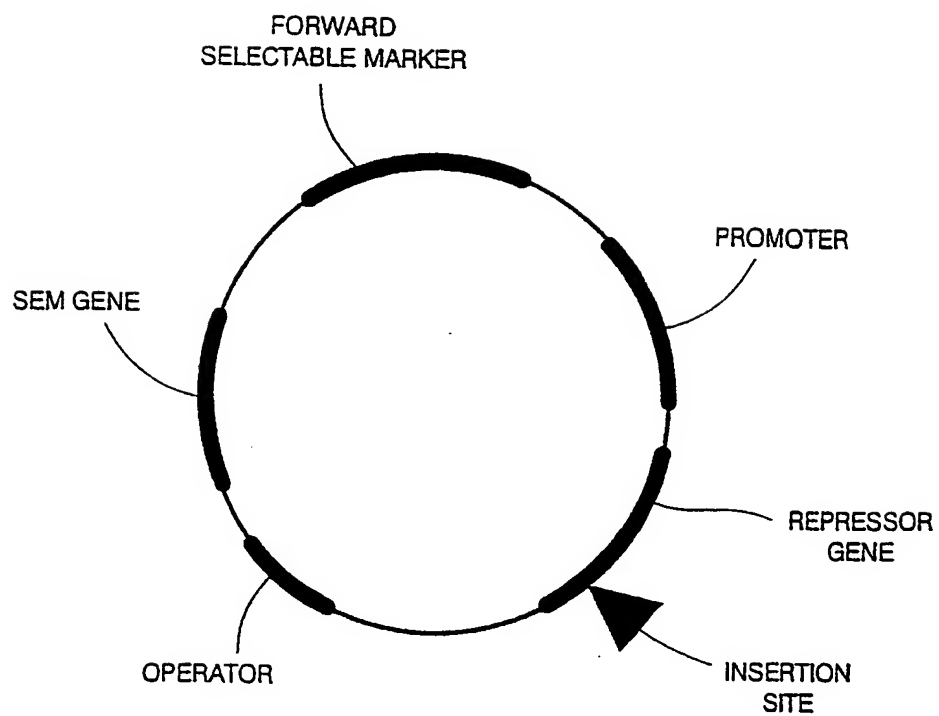 FORWARD
SELECTABLE MARKER
PROMOTER
SEM GENE
REPRESSOR
GENE
OPERATOR
INSERTION
SITE